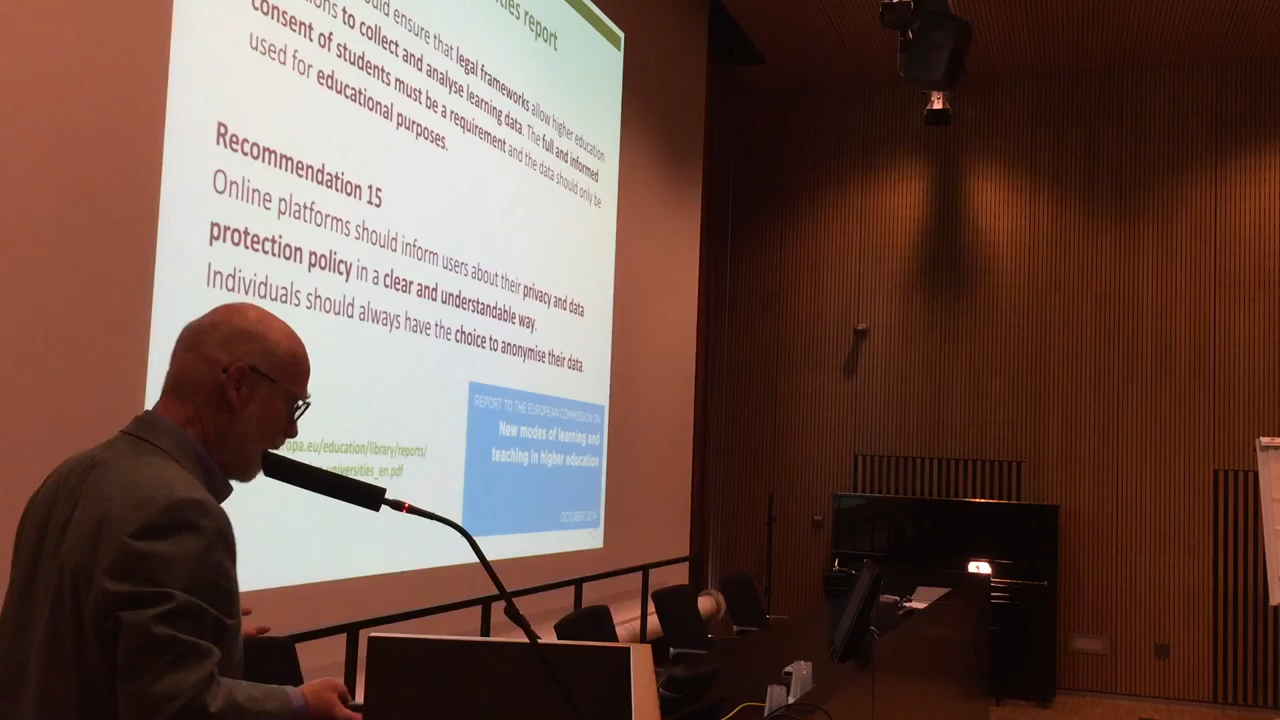 ities report
ould ensure that legal frameworks allow higher education
ions to collect and analyse learning data. The full and informed
consent of students must be a requirement and the data should only be
used for educational purposes.
Recommendation 15
Online platforms should inform users about their privacy and data
protection policy in a clear and understandable way.
Individuals should always have the choice to anonymise their data.
ropa.eu/education/library/reports/
universities_en.pdf
REPORT TO THE EUROPEAN COMMISSION ON
New modes of learning and
teaching in higher education
OCTOBER 2014